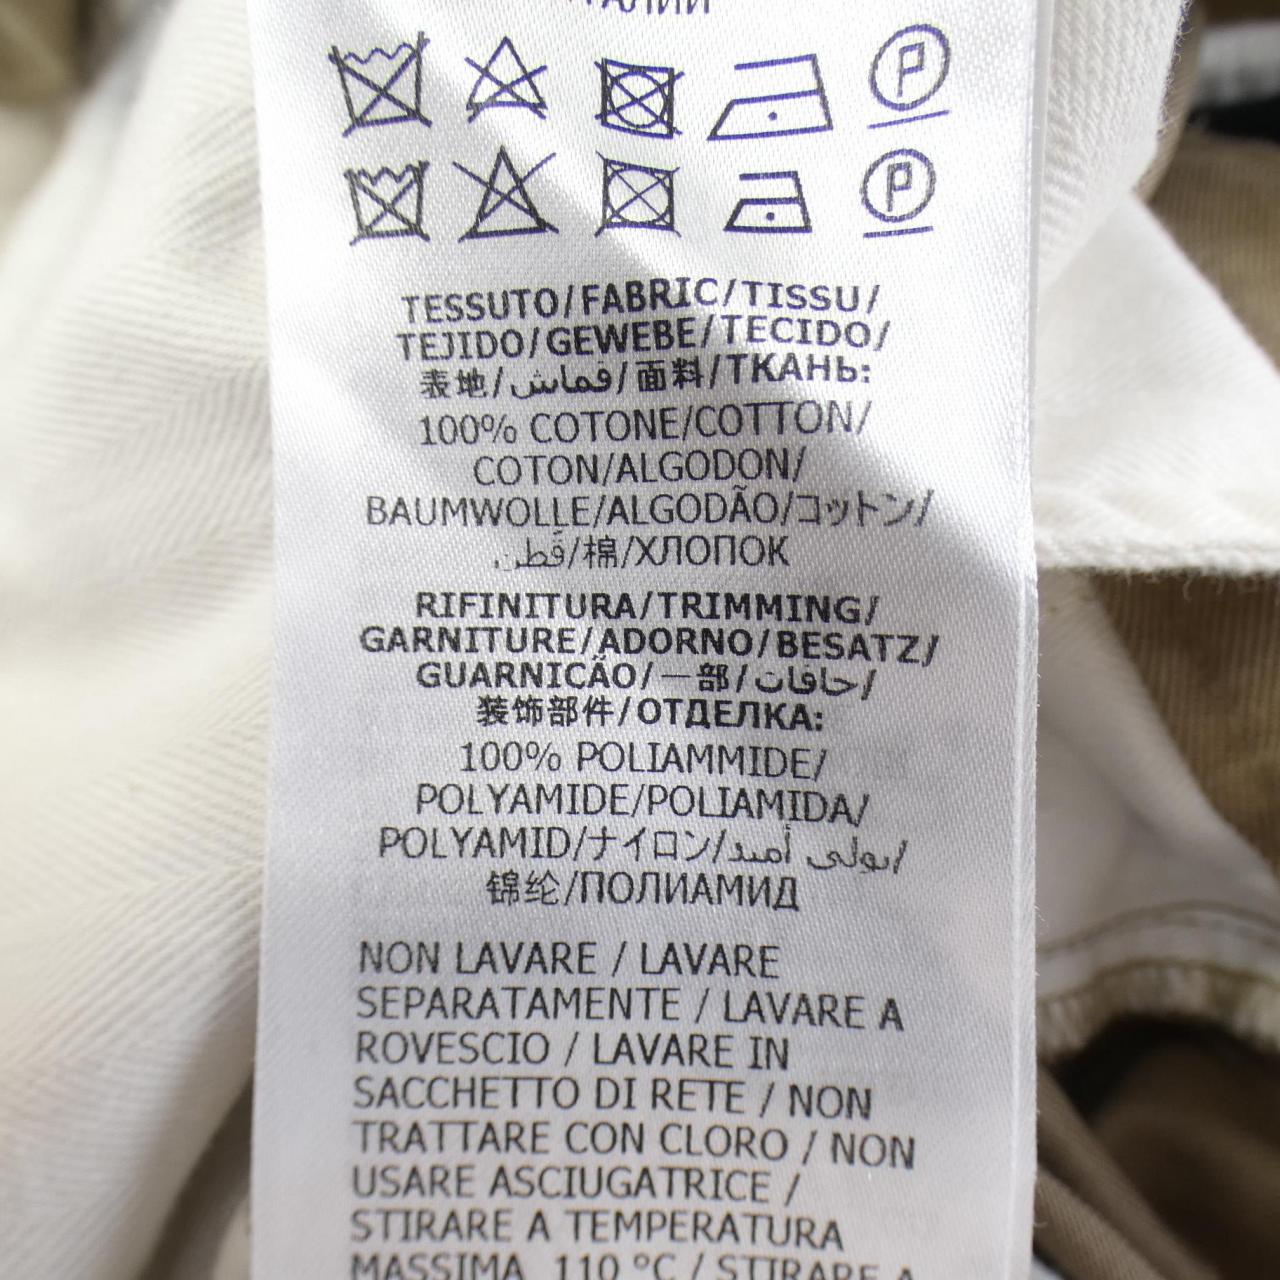 P
P
TESSUTO/FABRIC/TISSU/
TEJIDO/GEWEBE/TECIDO/
表地/قماش/面料/ТКАНЬ:
100% COTONE/COTTON/
COTON/ALGODON/
BAUMWOLLE/ALGODÃO/コットン/
قطن/棉/ХЛОПОК
RIFINITURA/TRIMMING/
GARNITURE/ADORNO/BESATZ/
GUARNICÃO/一部/حافات/
装饰部件/ОТДЕЛКА:
100% POLIAMMIDE/
POLYAMIDE/POLIAMIDA/
POLYAMID/ナイロン/بولي أميد/
锦纶/ПОЛИАМИД
NON LAVARE / LAVARE
SEPARATAMENTE / LAVARE A
ROVESCIO / LAVARE IN
SACCHETTO DI RETE / NON
TRATTARE CON CLORO / NON
USARE ASCIUGATRICE /
STIRARE A TEMPERATURA
MASSIMA 110 °C / STIRARE A